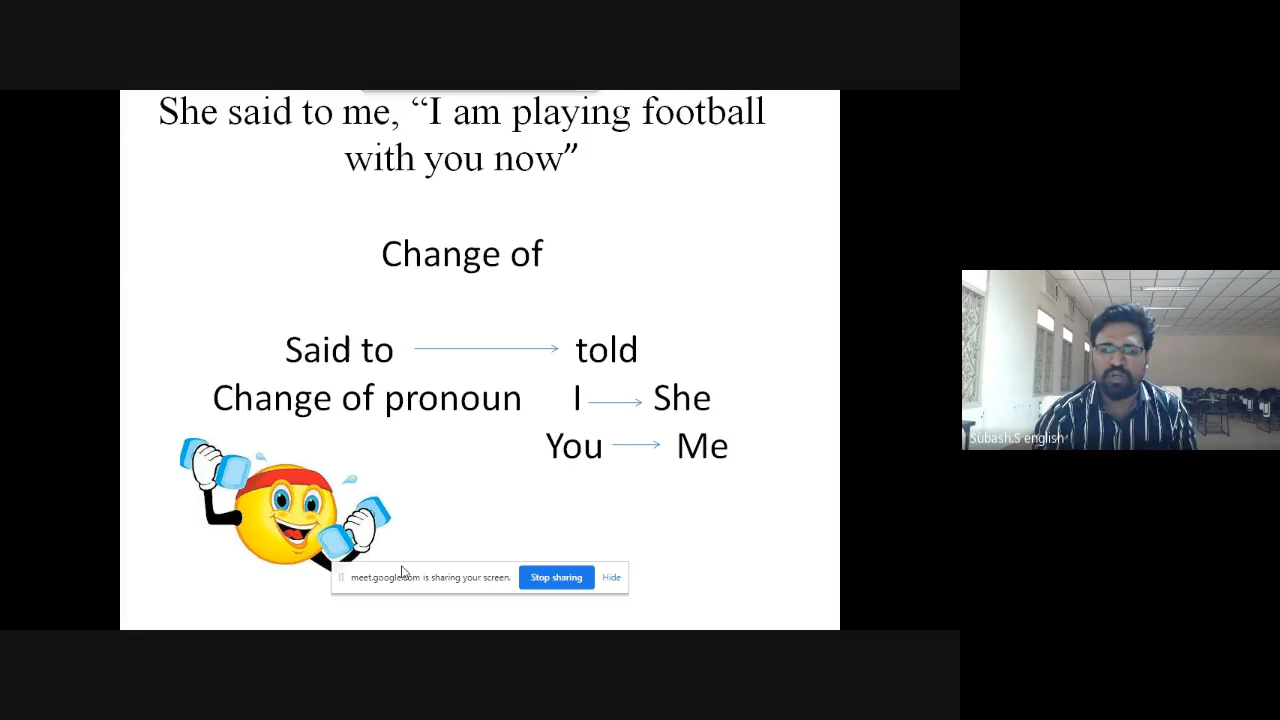 She said to me, “I am playing football
with you now”
Change of
Said to told
Change of pronoun I She
You Me
meet.google.com is sharing your screen. Stop sharing Hide
Subash.S english